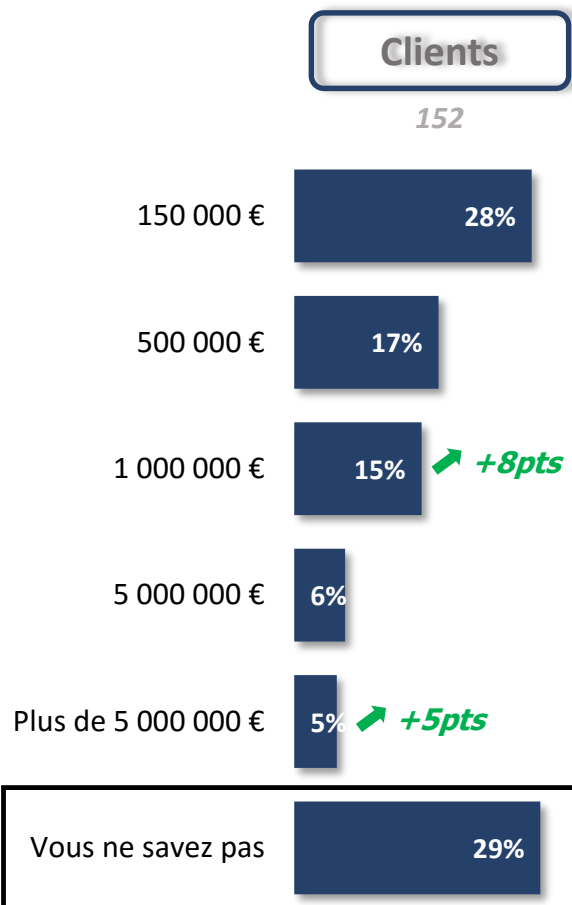 Clients
152
150 000 € 28%
500 000 € 17%
1 000 000 € 15% +8pts
5 000 000 € 6%
Plus de 5 000 000 € 5% +5pts
Vous ne savez pas 29%